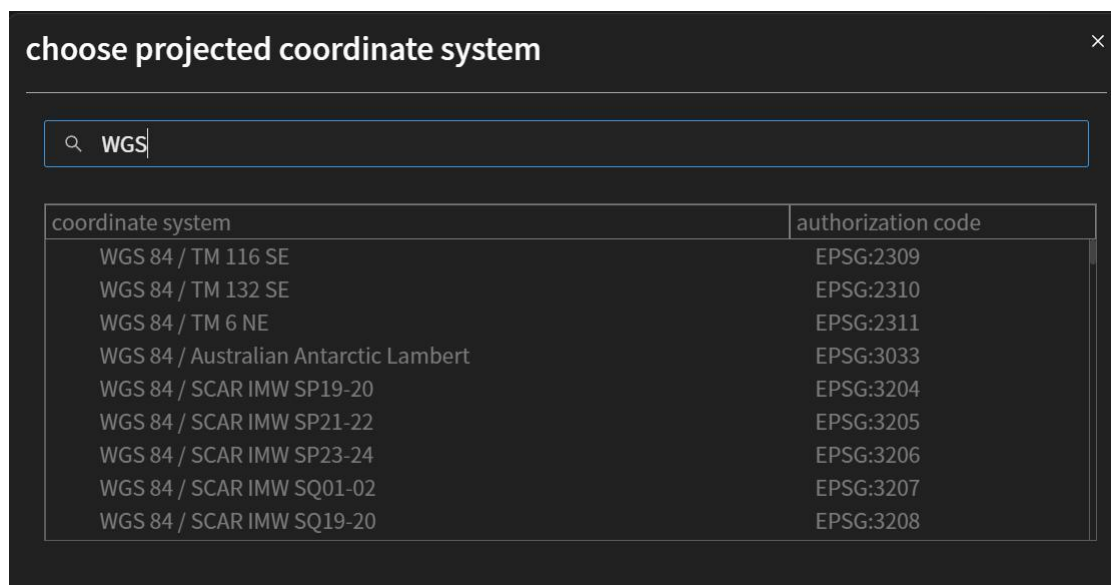 choose projected coordinate system
WGS
coordinate system authorization code
WGS 84 / TM 116 SE EPSG:2309
WGS 84 / TM 132 SE EPSG:2310
WGS 84 / TM 6 NE EPSG:2311
WGS 84 / Australian Antarctic Lambert EPSG:3033
WGS 84 / SCAR IMW SP19-20 EPSG:3204
WGS 84 / SCAR IMW SP21-22 EPSG:3205
WGS 84 / SCAR IMW SP23-24 EPSG:3206
WGS 84 / SCAR IMW SQ01-02 EPSG:3207
WGS 84 / SCAR IMW SQ19-20 EPSG:3208